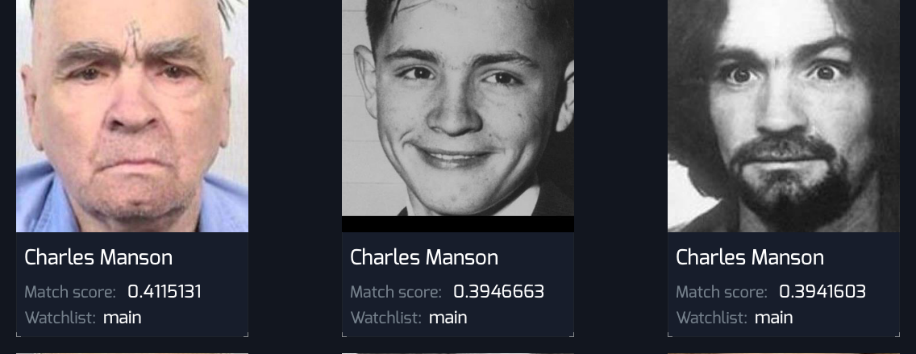 Charles Manson
Match score: 0.4115131
Watchlist: main
Charles Manson
Match score: 0.3946663
Watchlist: main
Charles Manson
Match score: 0.3941603
Watchlist: main